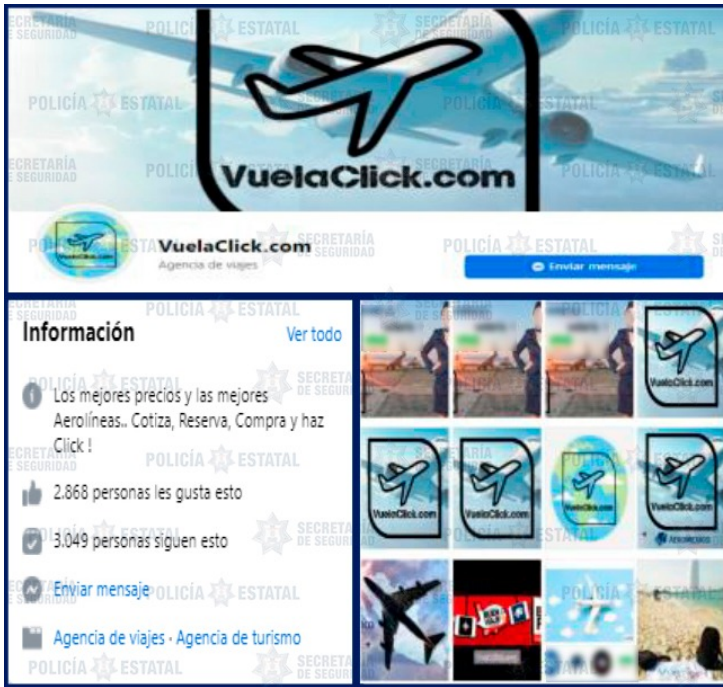 VuelaClick.com
VuelaClick.com
Agencia de viajes
Enviar mensaje
Información
Ver todo
Los mejores precios y las mejores
Aerolíneas.. Cotiza, Reserva, Compra y haz
Click !
2.868 personas les gusta esto
3.049 personas siguen esto
Enviar mensaje
Agencia de viajes · Agencia de turismo
VuelaClick.com
VuelaClick.com
VuelaClick.com
VuelaClick.com
VuelaClick.com
AEROMÉXICO
POLICÍA ESTATAL
SECRETARÍA
DE SEGURIDAD